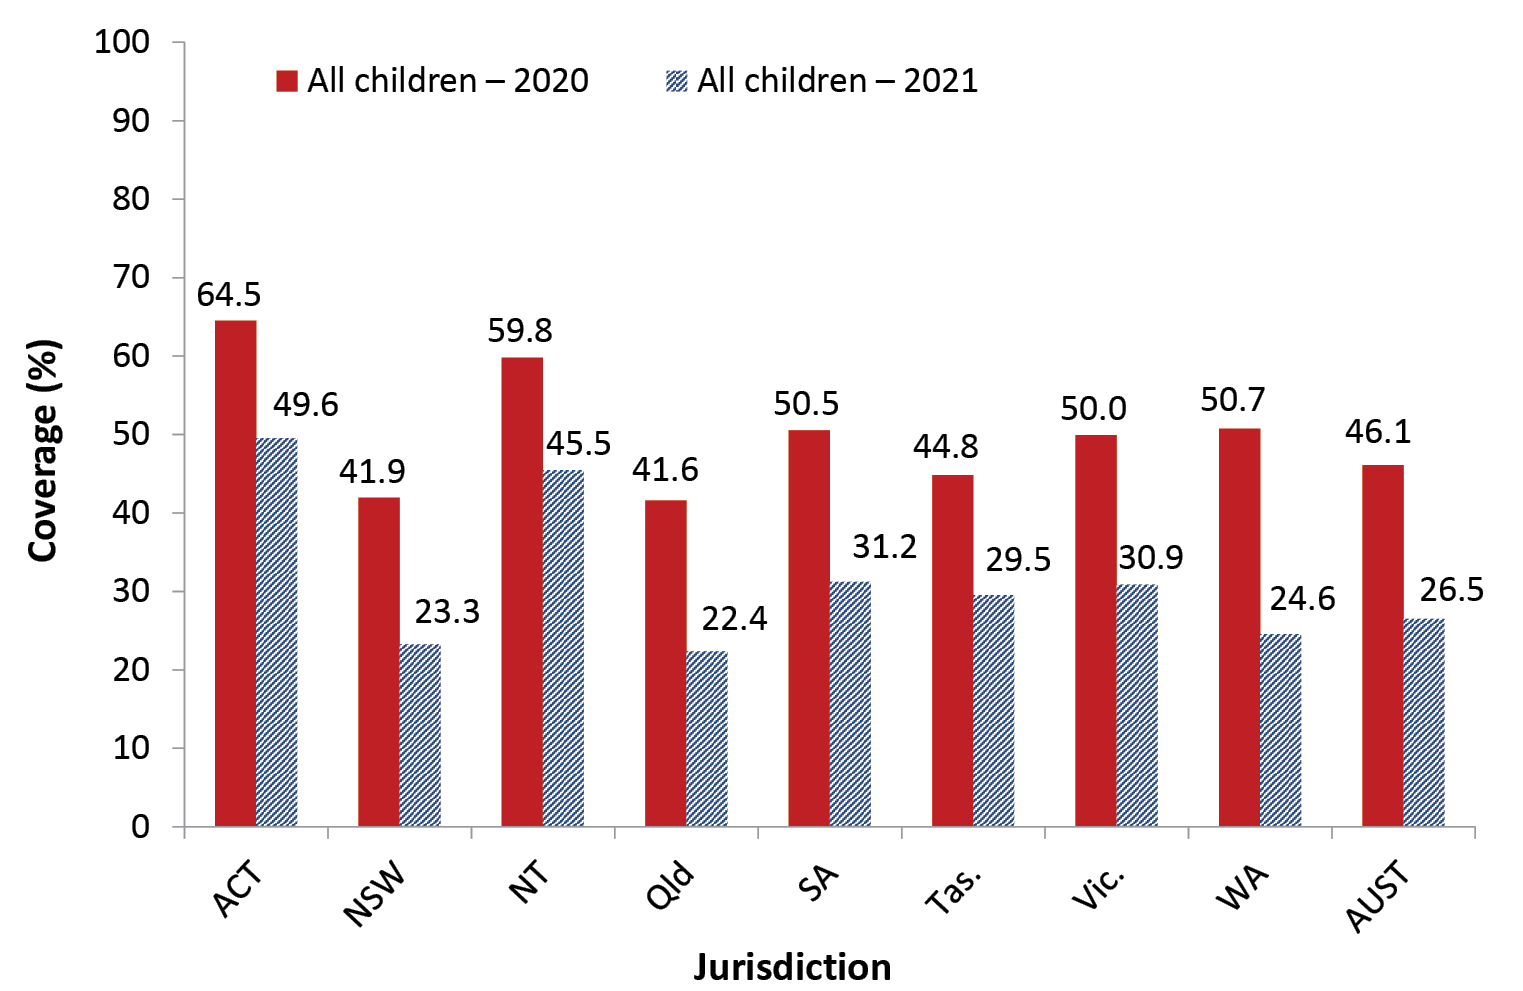 All children – 2020
All children – 2021
100
90
80
70
60
50
40
30
20
10
0
Coverage (%)
64.5
49.6
41.9
23.3
59.8
45.5
41.6
22.4
50.5
31.2
44.8
29.5
50.0
30.9
50.7
24.6
46.1
26.5
ACT
NSW
NT
Qld
SA
Tas.
Vic.
WA
AUST
Jurisdiction